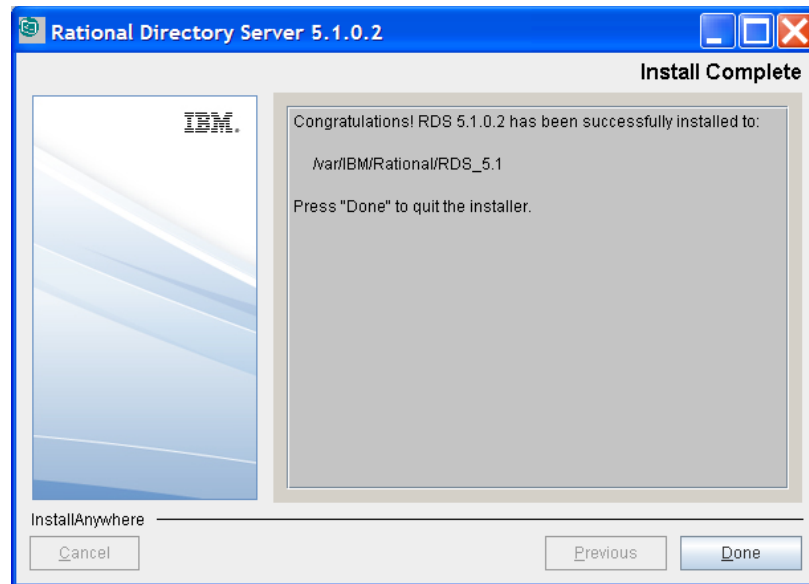 Rational Directory Server 5.1.0.2
Install Complete
IBM.
Congratulations! RDS 5.1.0.2 has been successfully installed to:
/var/IBM/Rational/RDS_5.1
Press "Done" to quit the installer.
InstallAnywhere
Cancel
Previous
Done